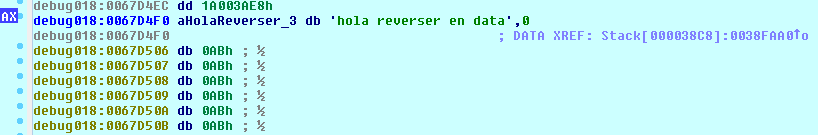 debug018:0067D4EC dd 1A003AE8h
AX debug018:0067D4F0 aHolaReverser_3 db 'hola reverser en data',0
debug018:0067D4F0 ; DATA XREF: Stack[000038C8]:0038FAA0↑o
debug018:0067D506 db 0ABh ; ½
debug018:0067D507 db 0ABh ; ½
debug018:0067D508 db 0ABh ; ½
debug018:0067D509 db 0ABh ; ½
debug018:0067D50A db 0ABh ; ½
debug018:0067D50B db 0ABh ; ½